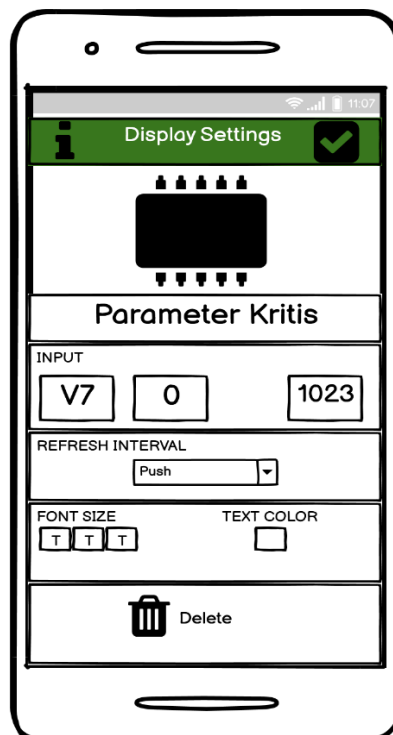 11:07
Display Settings
Parameter Kritis
INPUT
V7 0 1023
REFRESH INTERVAL
Push
FONT SIZE TEXT COLOR
T T T
Delete